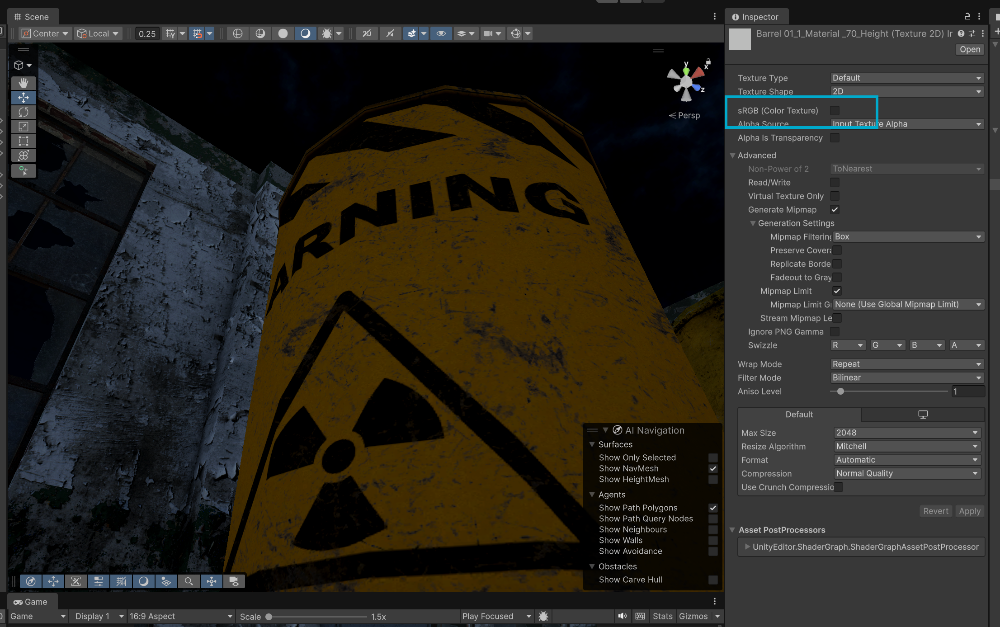 Scene
Inspector
Center
Local
0.25
2D
Barrel 01_1_Material _70_Height (Texture 2D) Ir
Open
y
x
z
Persp
Texture Type
Default
Texture Shape
2D
sRGB (Color Texture)
Alpha Source
Input Texture Alpha
Alpha Is Transparency
Advanced
Non-Power of 2
ToNearest
Read/Write
Virtual Texture Only
Generate Mipmap
Generation Settings
Mipmap Filtering
Box
Preserve Covera
Replicate Borde
Fadeout to Gray
Mipmap Limit
Mipmap Limit G
None (Use Global Mipmap Limit)
Stream Mipmap Le
Ignore PNG Gamma
Swizzle
R
G
B
A
Wrap Mode
Repeat
Filter Mode
Bilinear
Aniso Level
1
Default
Max Size
2048
Resize Algorithm
Mitchell
Format
Automatic
Compression
Normal Quality
Use Crunch Compressio
Revert
Apply
Asset PostProcessors
UnityEditor.ShaderGraph.ShaderGraphAssetPostProcessor
ARNING
AI Navigation
Surfaces
Show Only Selected
Show NavMesh
Show HeightMesh
Agents
Show Path Polygons
Show Path Query Nodes
Show Neighbours
Show Walls
Show Avoidance
Obstacles
Show Carve Hull
Game
Game
Display 1
16:9 Aspect
Scale
1.5x
Play Focused
Stats
Gizmos